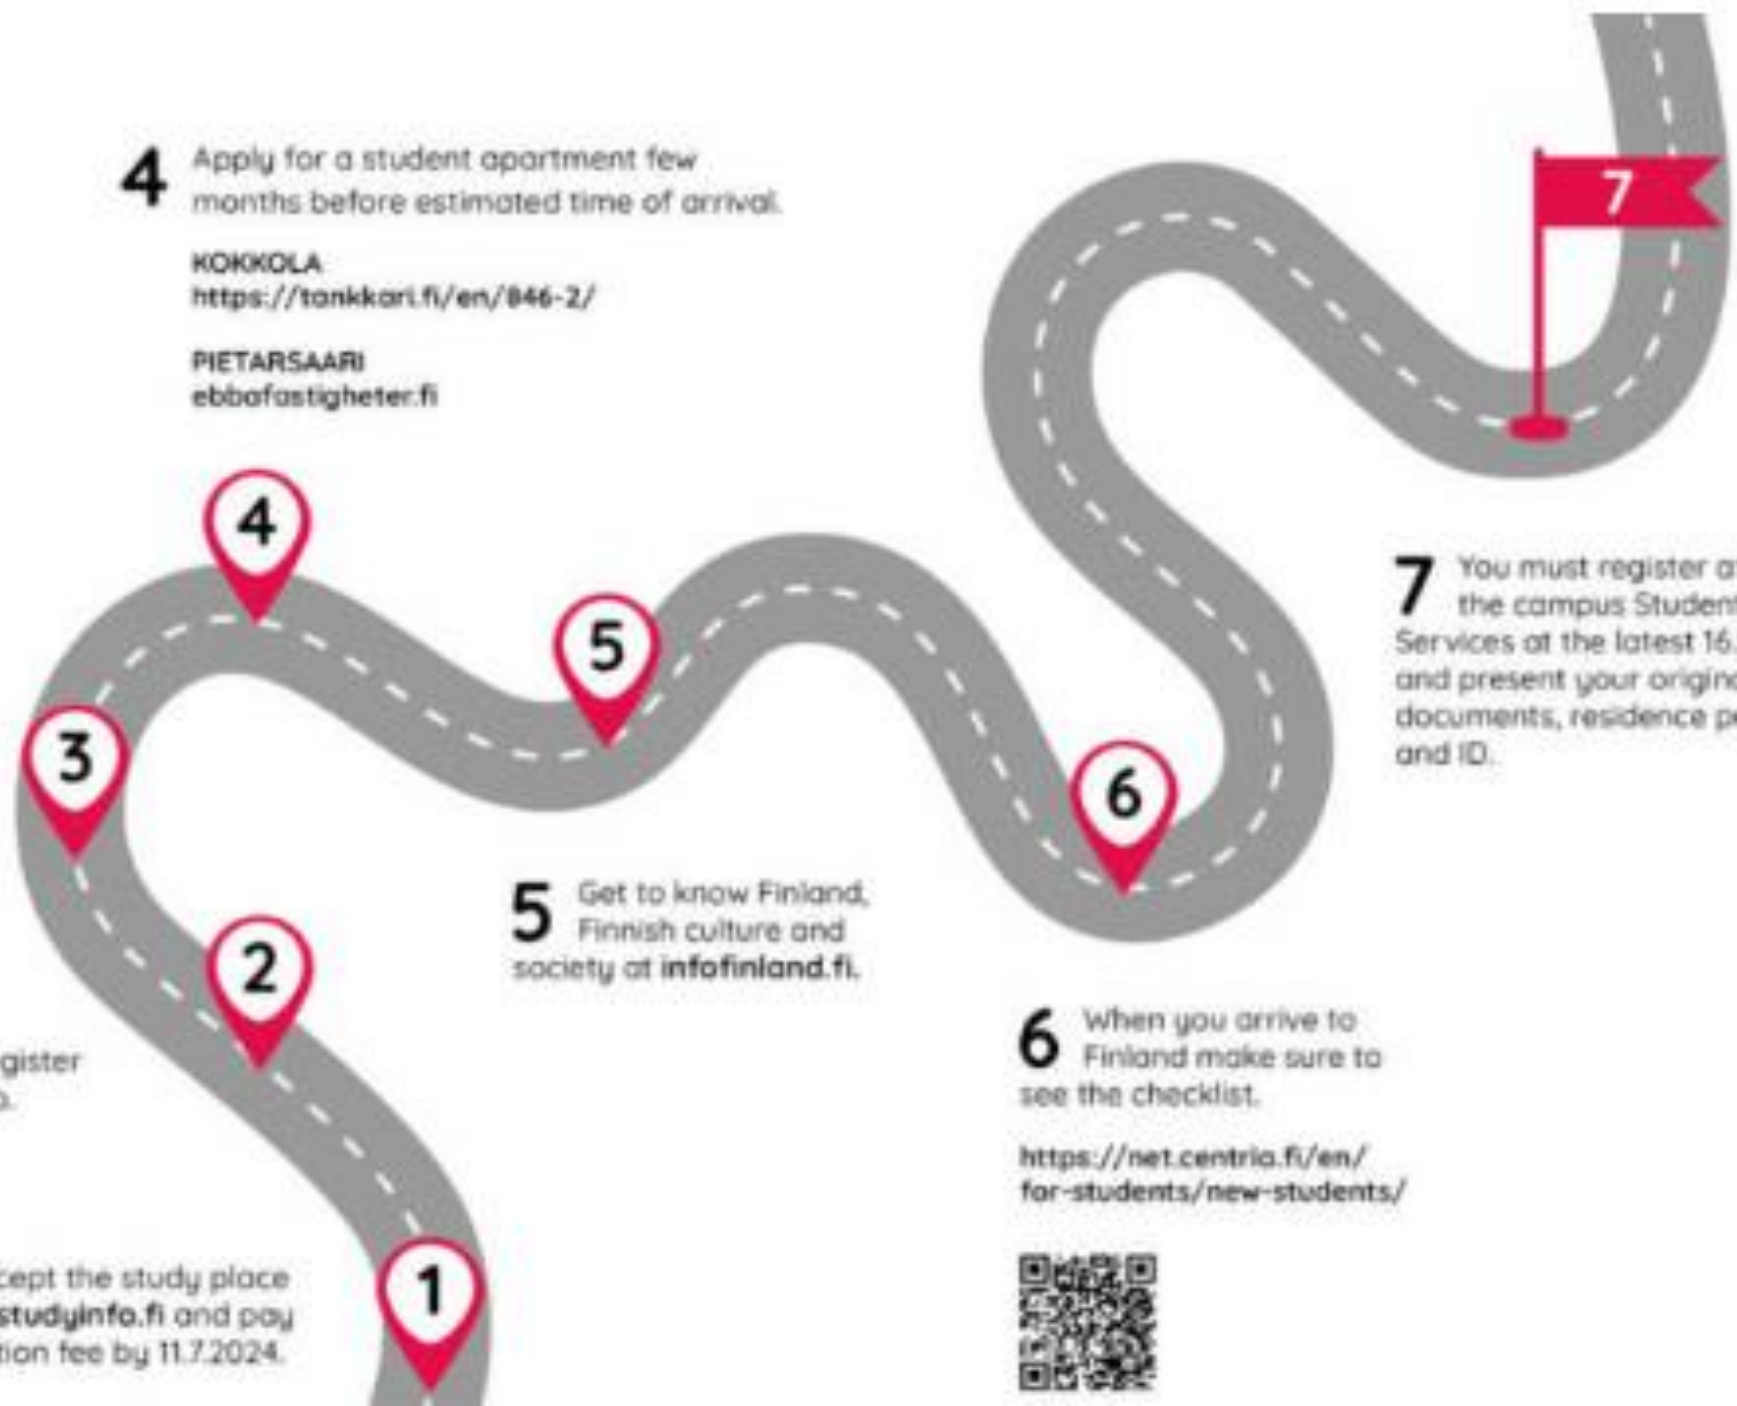 4 Apply for a student apartment few
months before estimated time of arrival.
KOKKOLA
https://tankkari.fi/en/846-2/
PIETARSAARI
ebbafastigheter.fi
7
4
5
3
6
2
1
7 You must register at
the campus Student
Services at the latest 16.
and present your origina
documents, residence pe
and ID.
5 Get to know Finland,
Finnish culture and
society at infofinland.fi.
6 When you arrive to
Finland make sure to
see the checklist.
https://net.centria.fi/en/
for-students/new-students/
gister
cept the study place
studyinfo.fi and pay
tion fee by 11.7.2024.